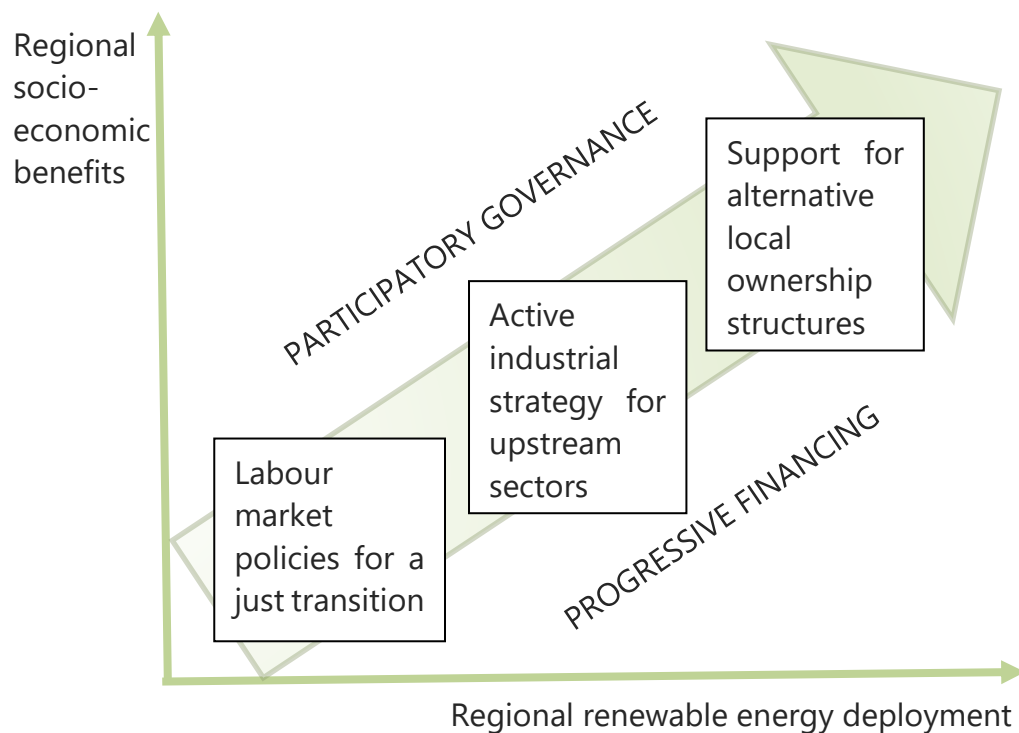 Regional
socio-
economic
benefits
PARTICIPATORY GOVERNANCE
Support for
alternative
local
ownership
structures
Active
industrial
strategy for
upstream
sectors
Labour
market
policies for a
just transition
PROGRESSIVE FINANCING
Regional renewable energy deployment